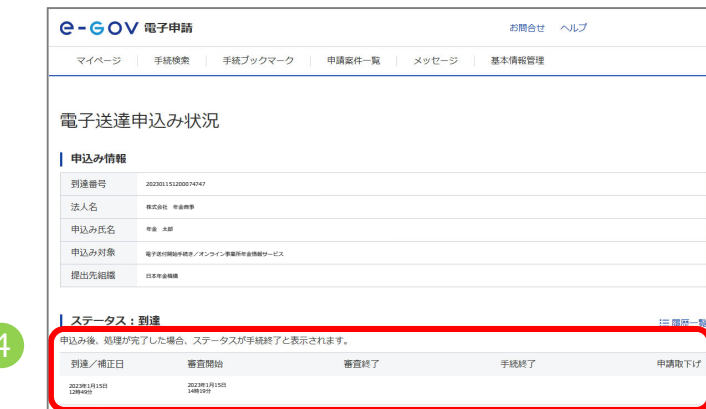 e-GOV 電子申請
お問合せ ヘルプ
マイページ 手続検索 手続ブックマーク 申請案件一覧 メッセージ 基本情報管理
電子送達申込み状況
申込み情報
到達番号 202301151200074747
法人名 株式会社 年金商事
申込み氏名 年金 太郎
申込み対象 電子送付開始手続き／オンライン事業所年金情報サービス
提出先組織 日本年金機構
ステータス：到達
履歴一覧
4
申込み後、処理が完了した場合、ステータスが手続終了と表示されます。
到達／補正日 審査開始 審査終了 手続終了 申請取下げ
2023年1月15日 2023年1月15日
12時49分 14時19分